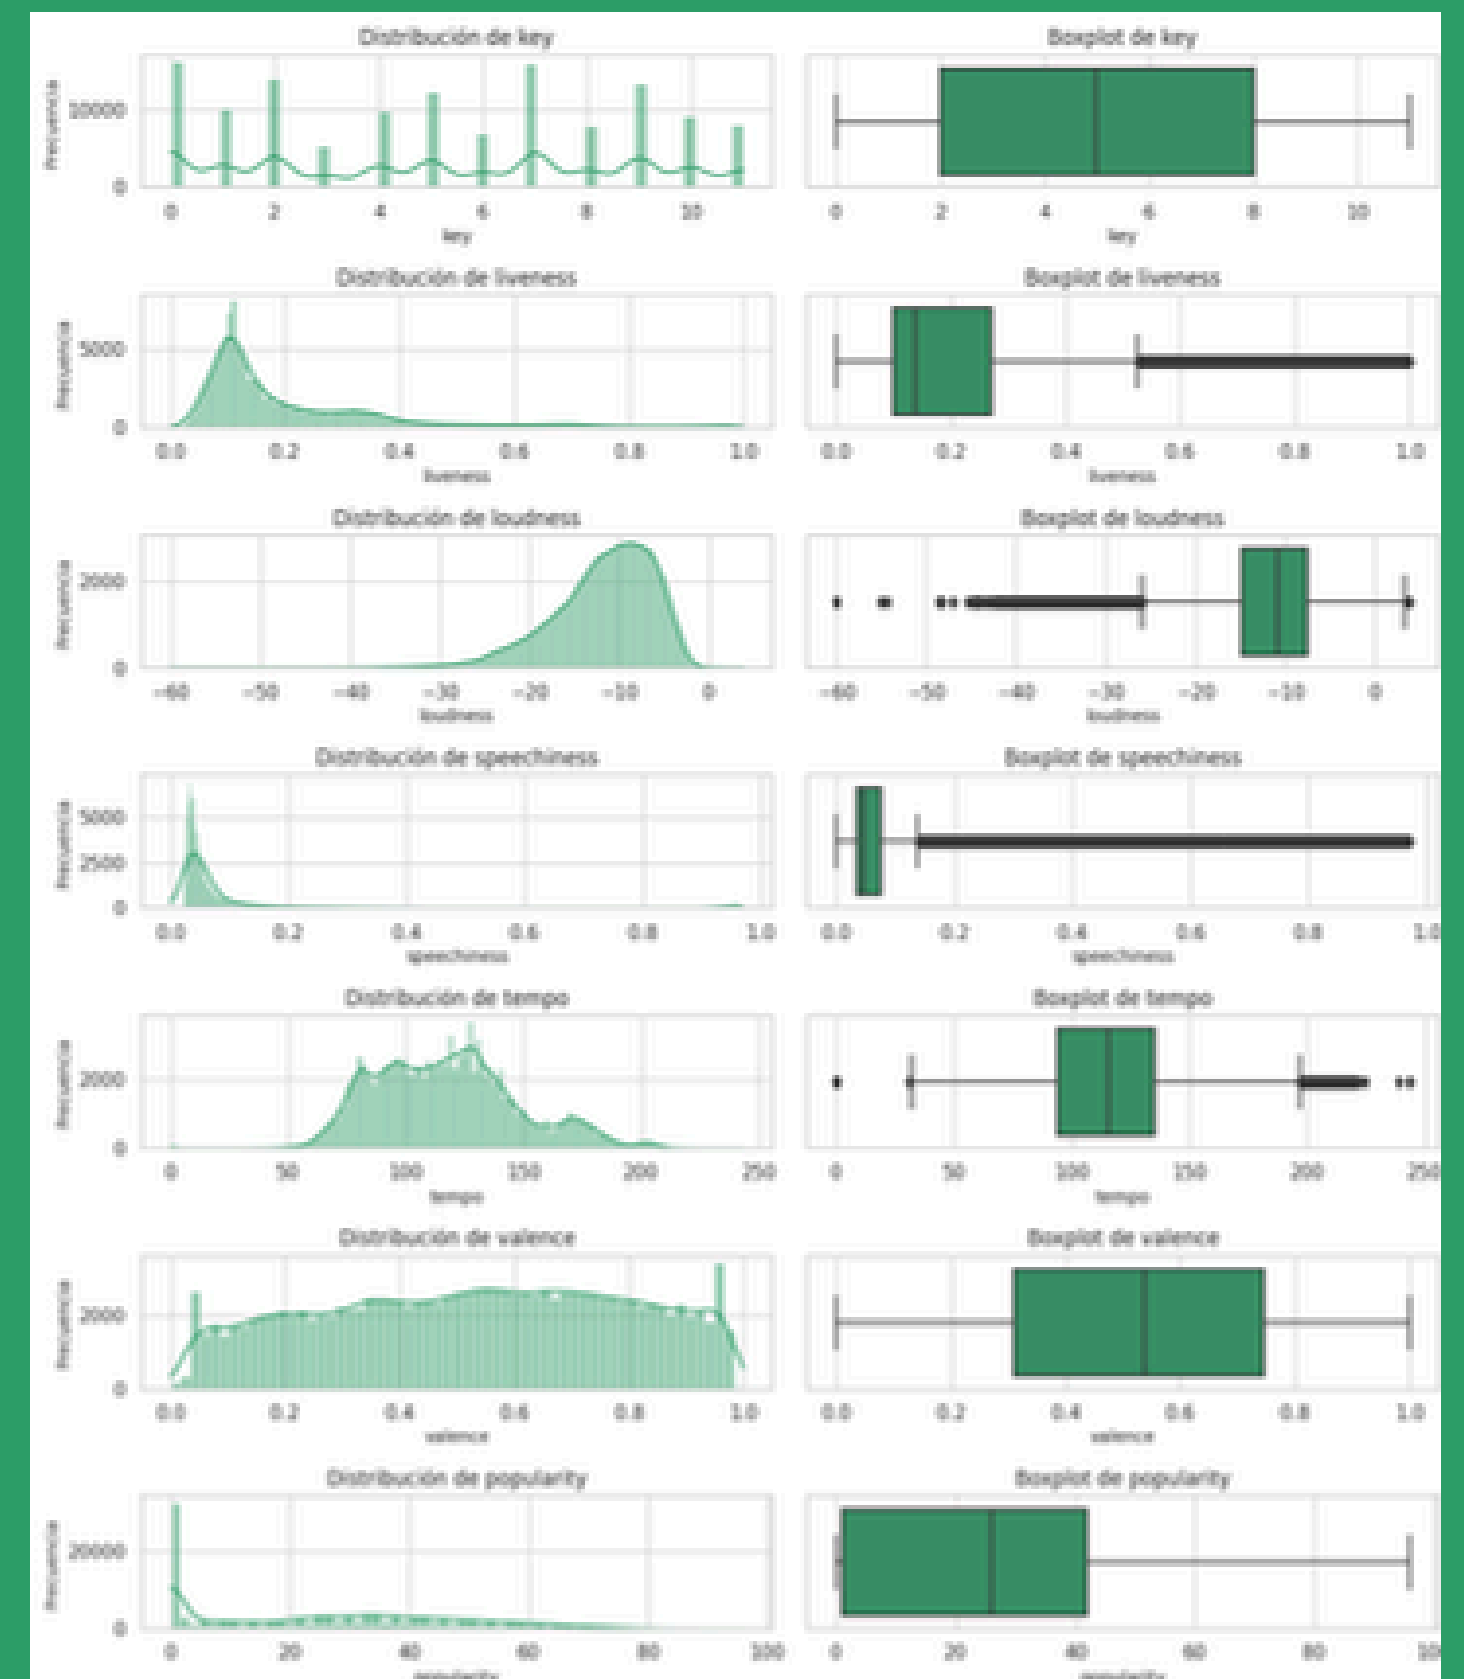 Distribución de key
Boxplot de key
Frecuencia
10000
0
0 2 4 6 8 10
key
0 2 4 6 8 10
key
Distribución de liveness
Boxplot de liveness
Frecuencia
5000
0
0.0 0.2 0.4 0.6 0.8 1.0
liveness
0.0 0.2 0.4 0.6 0.8 1.0
liveness
Distribución de loudness
Boxplot de loudness
Frecuencia
2000
0
−60 −50 −40 −30 −20 −10 0
loudness
−60 −50 −40 −30 −20 −10 0
loudness
Distribución de speechiness
Boxplot de speechiness
Frecuencia
5000
2500
0
0.0 0.2 0.4 0.6 0.8 1.0
speechiness
0.0 0.2 0.4 0.6 0.8 1.0
speechiness
Distribución de tempo
Boxplot de tempo
Frecuencia
2000
0
0 50 100 150 200 250
tempo
0 50 100 150 200 250
tempo
Distribución de valence
Boxplot de valence
Frecuencia
2000
0
0.0 0.2 0.4 0.6 0.8 1.0
valence
0.0 0.2 0.4 0.6 0.8 1.0
valence
Distribución de popularity
Boxplot de popularity
Frecuencia
20000
0
0 20 40 60 80 100
popularity
0 20 40 60 80 100
popularity